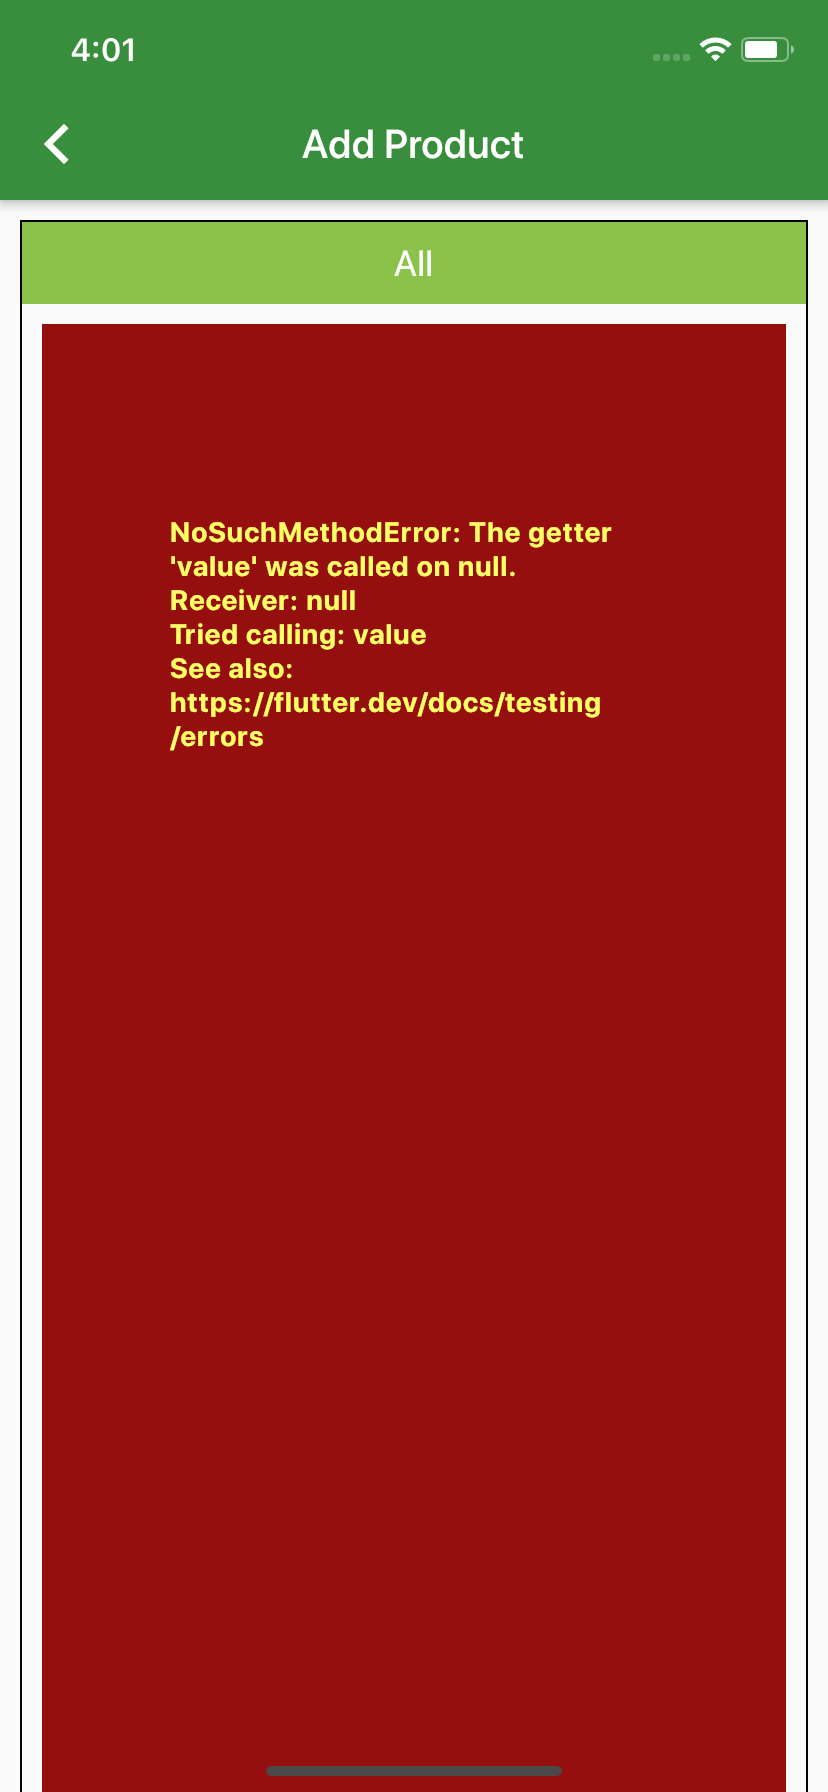 4:01
Add Product
All
NoSuchMethodError: The getter
'value' was called on null.
Receiver: null
Tried calling: value
See also:
https://flutter.dev/docs/testing
/errors